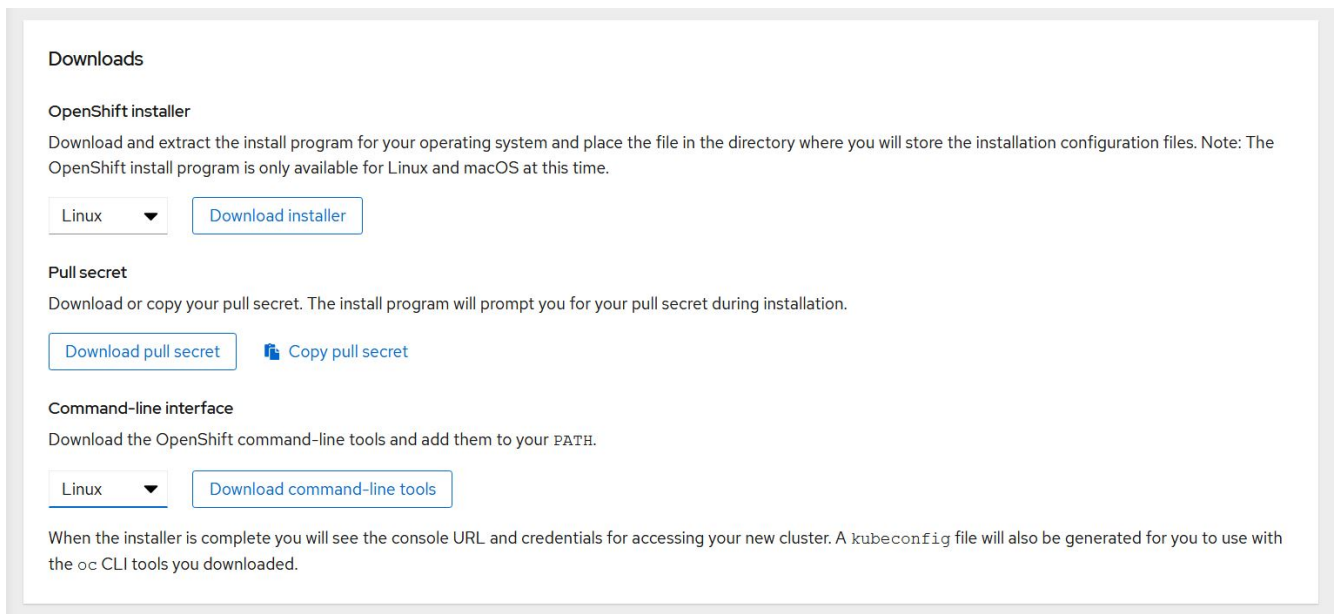 Downloads
OpenShift installer
Download and extract the install program for your operating system and place the file in the directory where you will store the installation configuration files. Note: The
OpenShift install program is only available for Linux and macOS at this time.
Linux Download installer
Pull secret
Download or copy your pull secret. The install program will prompt you for your pull secret during installation.
Download pull secret Copy pull secret
Command-line interface
Download the OpenShift command-line tools and add them to your PATH.
Linux Download command-line tools
When the installer is complete you will see the console URL and credentials for accessing your new cluster. A kubeconfig file will also be generated for you to use with
the oc CLI tools you downloaded.